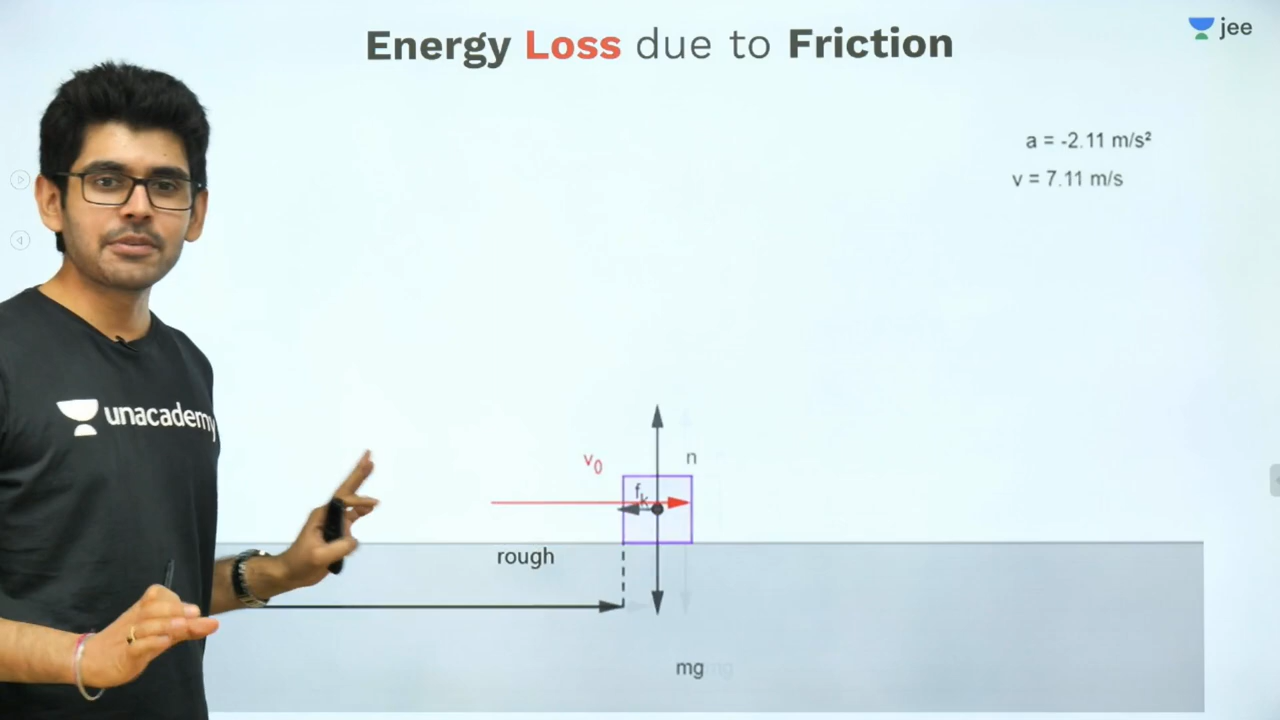 Energy Loss due to Friction
jee
a = -2.11 m/s²
v = 7.11 m/s
unacademy
v0
n
fk
rough
mg